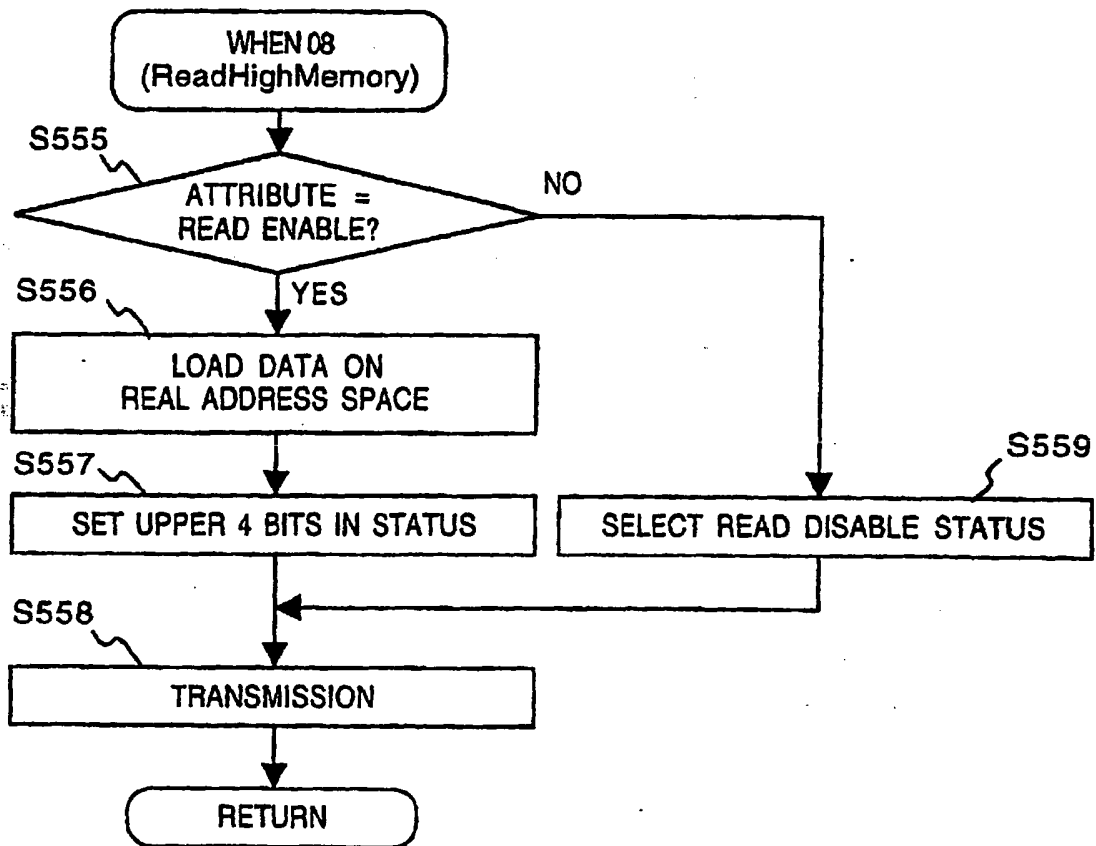 WHEN 08
(ReadHighMemory)
S555
ATTRIBUTE =
READ ENABLE?
NO
YES
S556
LOAD DATA ON
REAL ADDRESS SPACE
S557
SET UPPER 4 BITS IN STATUS
S559
SELECT READ DISABLE STATUS
S558
TRANSMISSION
RETURN